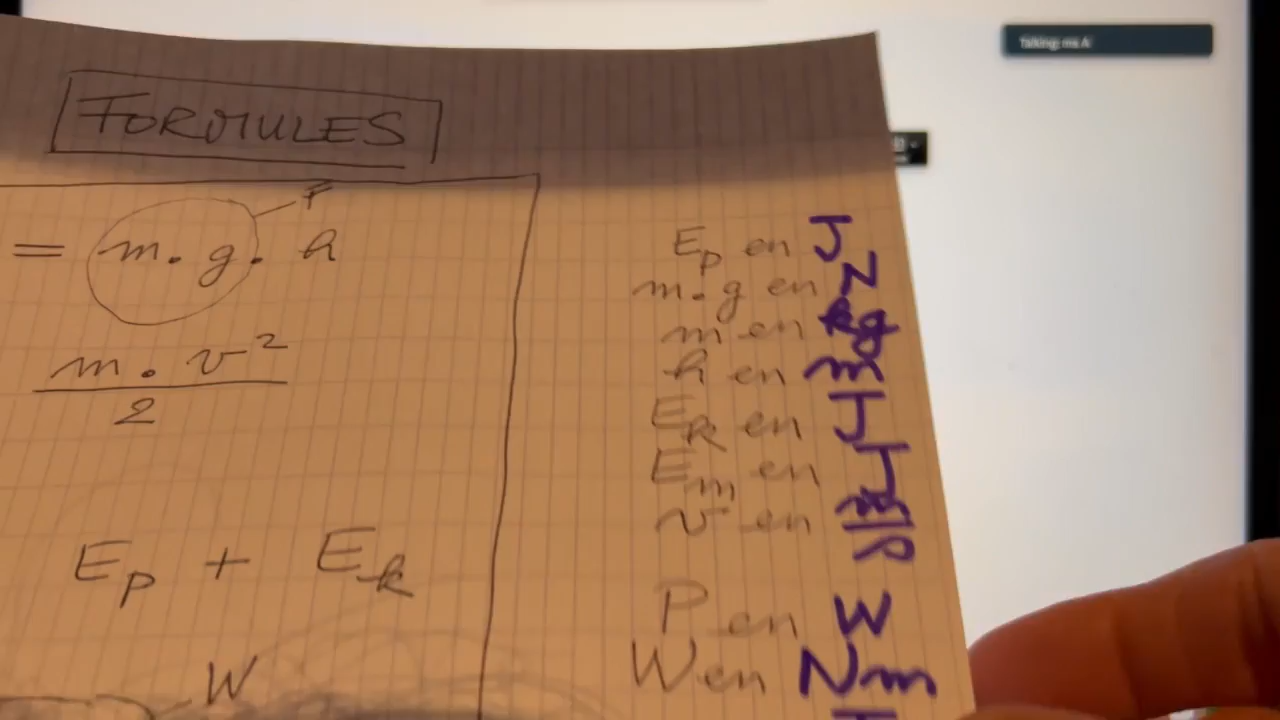 FORMULES
F
= m.g.h
m.v²
2
Ep + Ek
W
Ep en J
m.g en N
m en kg
h en m
Ek en J
Em en J
v en m/s
P en W
W en Nm